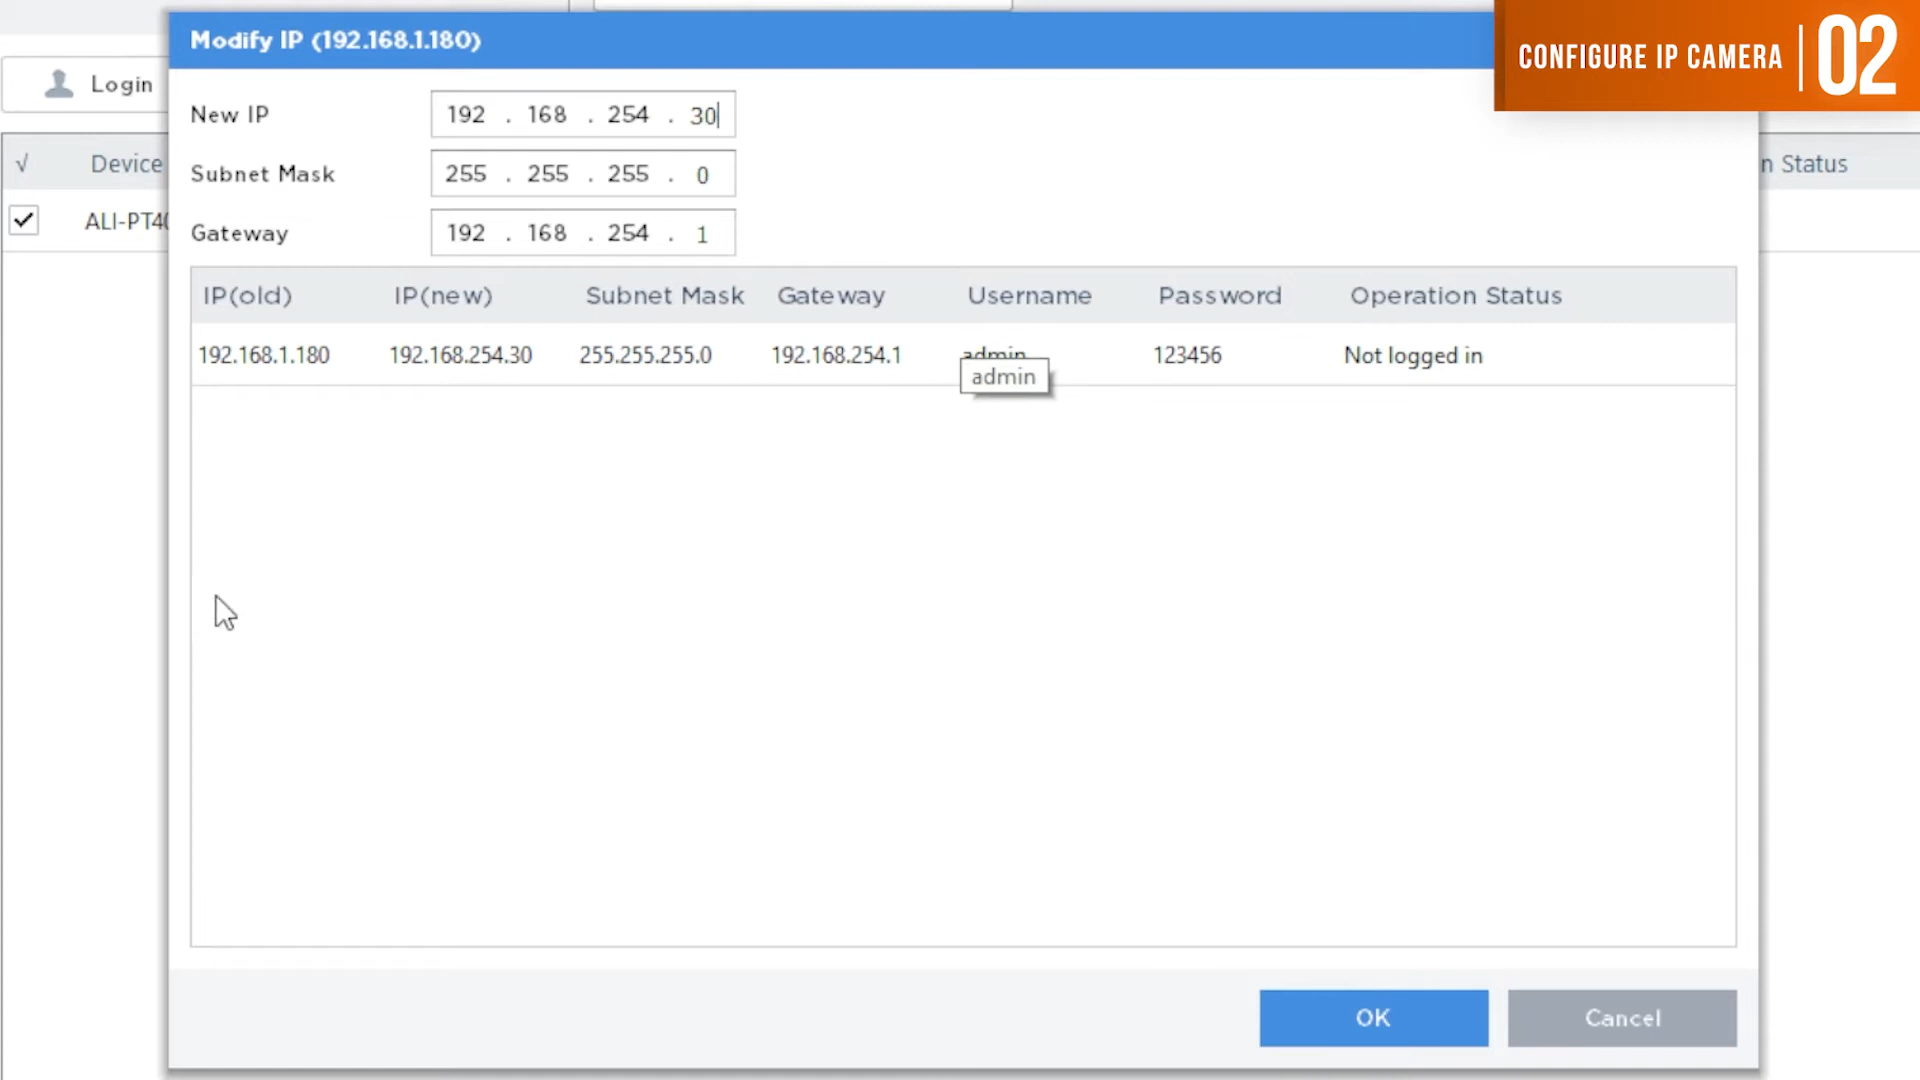 Modify IP (192.168.1.180)
CONFIGURE IP CAMERA | 02
Login
New IP 192 . 168 . 254 . 30
√ Device
Subnet Mask 255 . 255 . 255 . 0
n Status
ALI-PT40
Gateway 192 . 168 . 254 . 1
IP(old) IP(new) Subnet Mask Gateway Username Password Operation Status
192.168.1.180 192.168.254.30 255.255.255.0 192.168.254.1 admin 123456 Not logged in
admin
OK Cancel